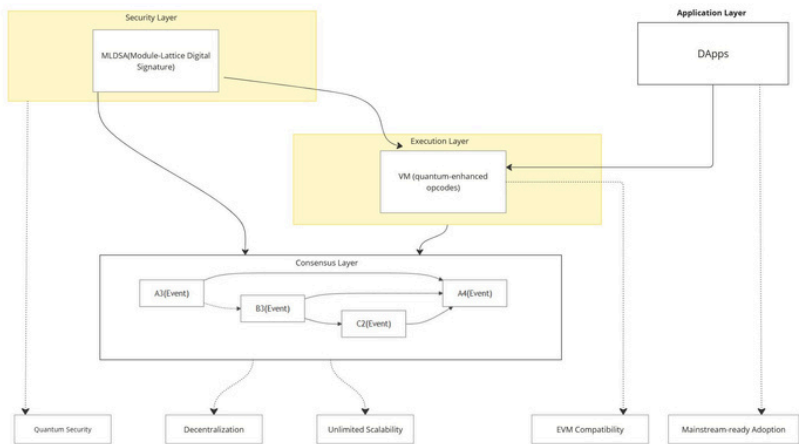 Security Layer
MLDSA(Module-Lattice Digital
Signature)
Application Layer
DApps
Execution Layer
VM (quantum-enhanced
opcodes)
Consensus Layer
A3(Event)
A4(Event)
B3(Event)
C2(Event)
Quantum Security
Decentralization
Unlimited Scalability
EVM Compatibility
Mainstream-ready Adoption